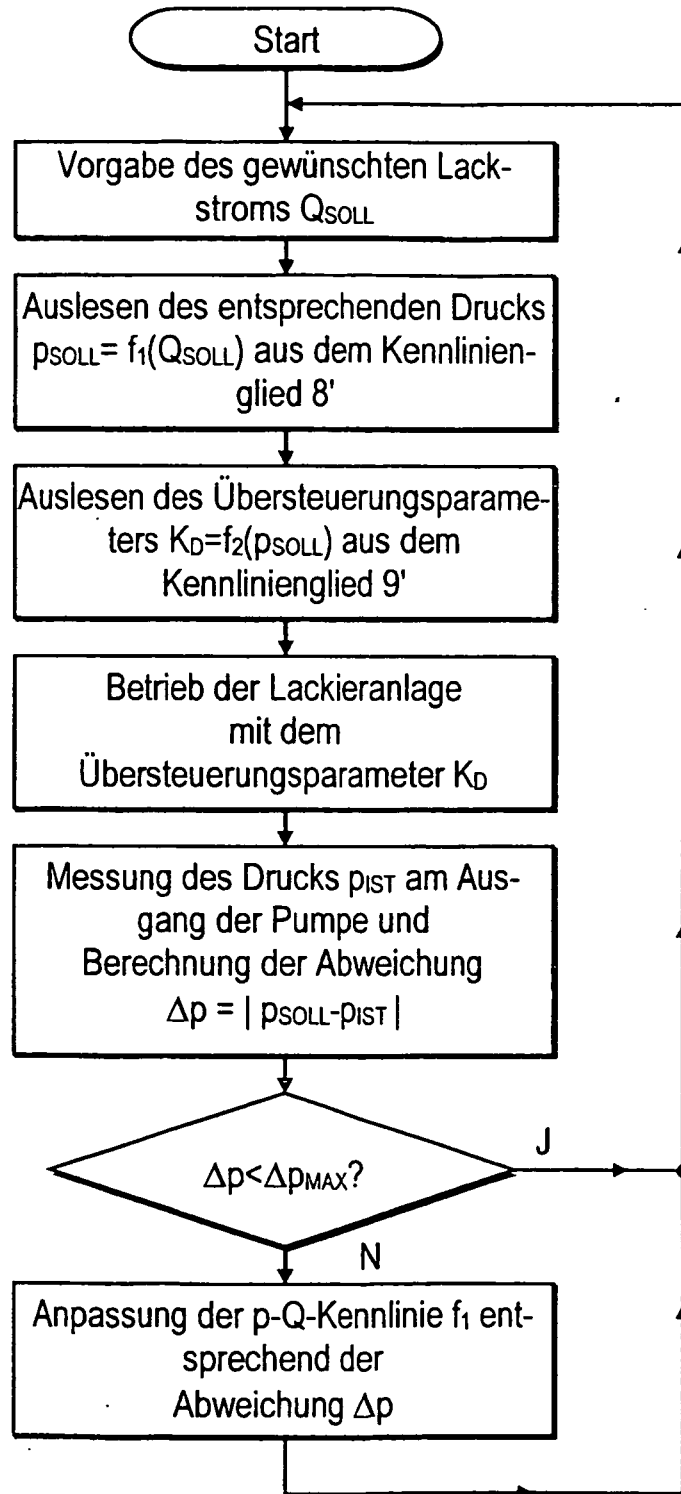 Start
Vorgabe des gewünschten Lack-
stroms QSOLL
Auslesen des entsprechenden Drucks
pSOLL= f1(QSOLL) aus dem Kennlinien-
glied 8'
Auslesen des Übersteuerungsparame-
ters KD=f2(pSOLL) aus dem
Kennlinienglied 9'
Betrieb der Lackieranlage
mit dem
Übersteuerungsparameter KD
Messung des Drucks pIST am Aus-
gang der Pumpe und
Berechnung der Abweichung
Δp = | pSOLL-pIST |
Δp<ΔpMAX?
J
N
Anpassung der p-Q-Kennlinie f1 ent-
sprechend der
Abweichung Δp